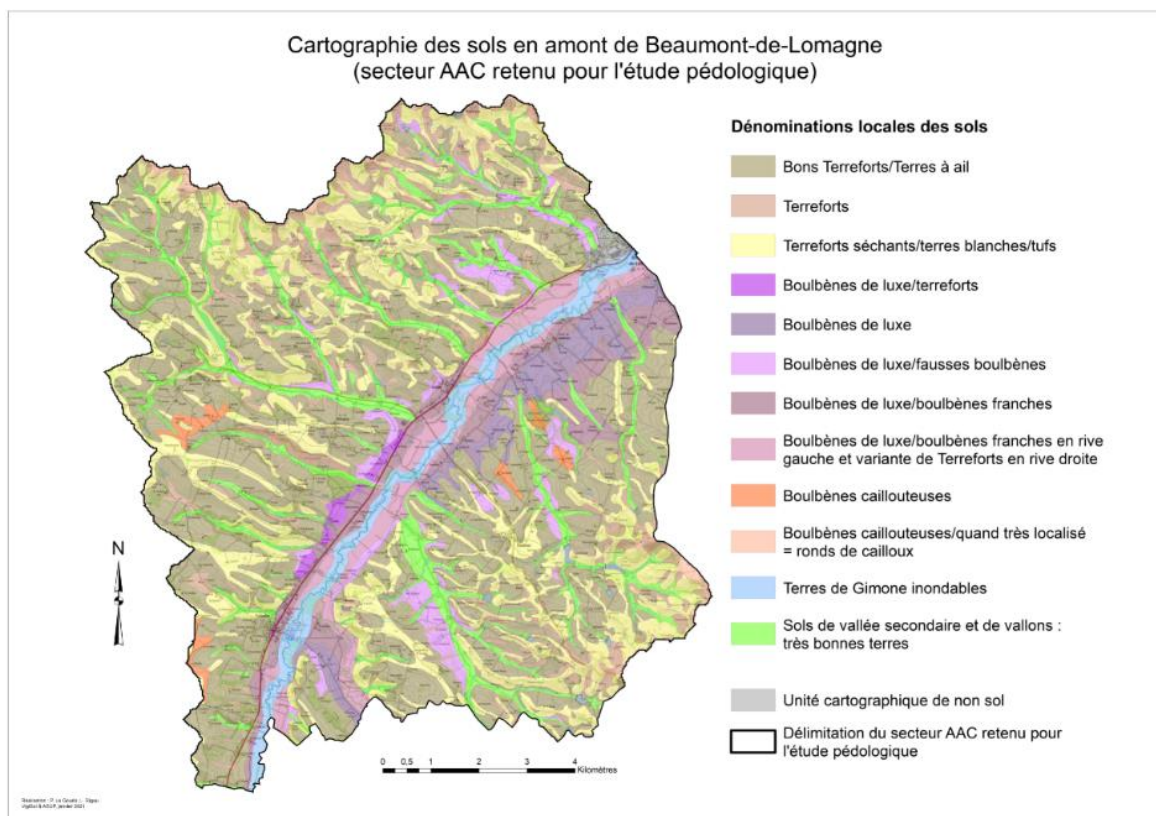 Cartographie des sols en amont de Beaumont-de-Lomagne
(secteur AAC retenu pour l'étude pédologique)
Dénominations locales des sols
Bons Terreforts/Terres à ail
Terreforts
Terreforts séchants/terres blanches/tufs
Boulbènes de luxe/terreforts
Boulbènes de luxe
Boulbènes de luxe/fausses boulbènes
Boulbènes de luxe/boulbènes franches
Boulbènes de luxe/boulbènes franches en rive
gauche et variante de Terreforts en rive droite
Boulbènes caillouteuses
Boulbènes caillouteuses/quand très localisé
= ronds de cailloux
Terres de Gimone inondables
Sols de vallée secondaire et de vallons :
très bonnes terres
Unité cartographique de non sol
Délimitation du secteur AAC retenu pour
l'étude pédologique
N
0 0,5 1 2 3 4
Kilomètres